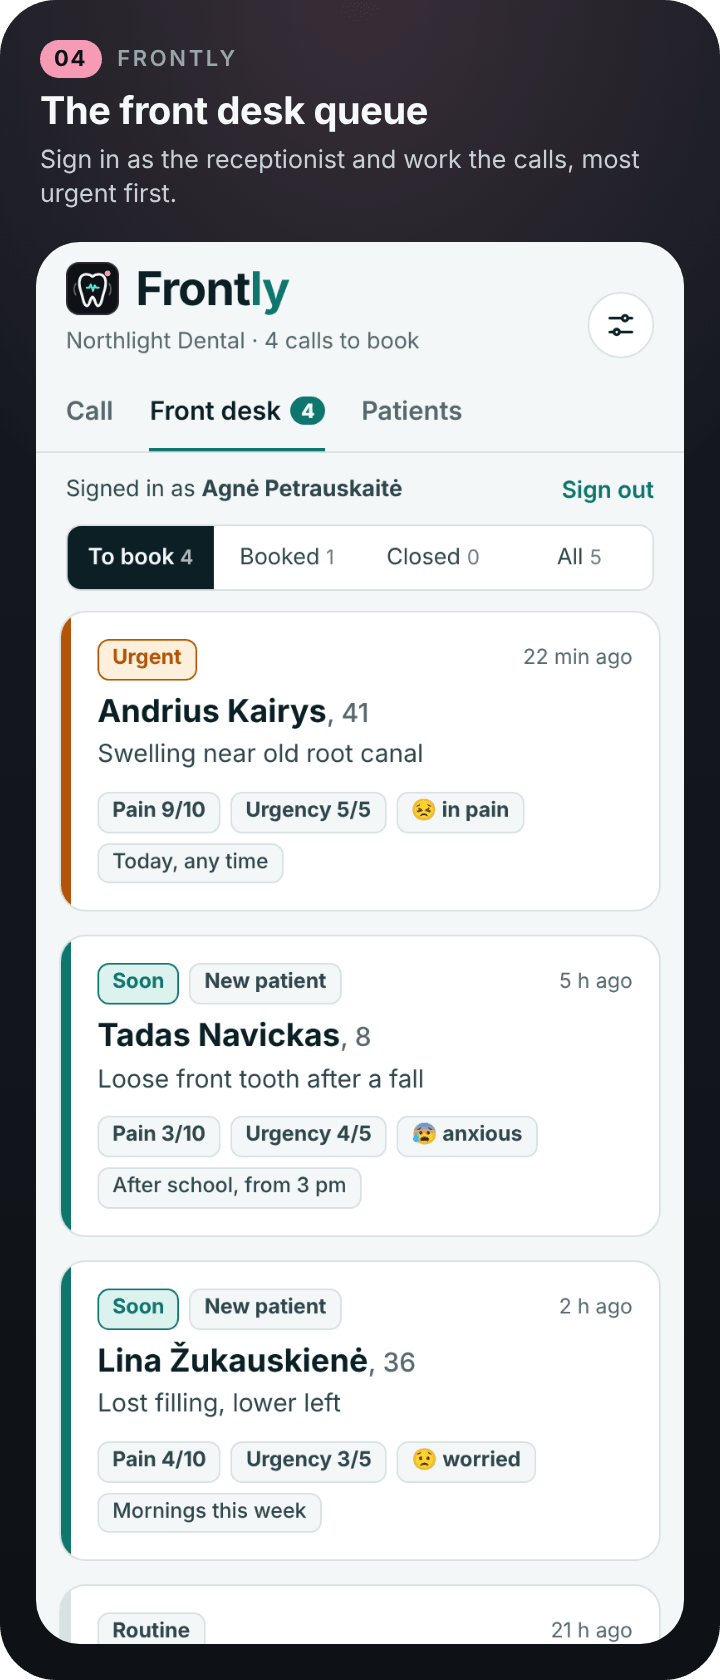 04 FRONTLY
The front desk queue
Sign in as the receptionist and work the calls, most
urgent first.
Frontly
Northlight Dental · 4 calls to book
Call Front desk 4 Patients
Signed in as Agnė Petrauskaitė Sign out
To book 4 Booked 1 Closed 0 All 5
Urgent 22 min ago
Andrius Kairys, 41
Swelling near old root canal
Pain 9/10 Urgency 5/5 😣 in pain
Today, any time
Soon New patient 5 h ago
Tadas Navickas, 8
Loose front tooth after a fall
Pain 3/10 Urgency 4/5 😰 anxious
After school, from 3 pm
Soon New patient 2 h ago
Lina Žukauskienė, 36
Lost filling, lower left
Pain 4/10 Urgency 3/5 😟 worried
Mornings this week
Routine 21 h ago